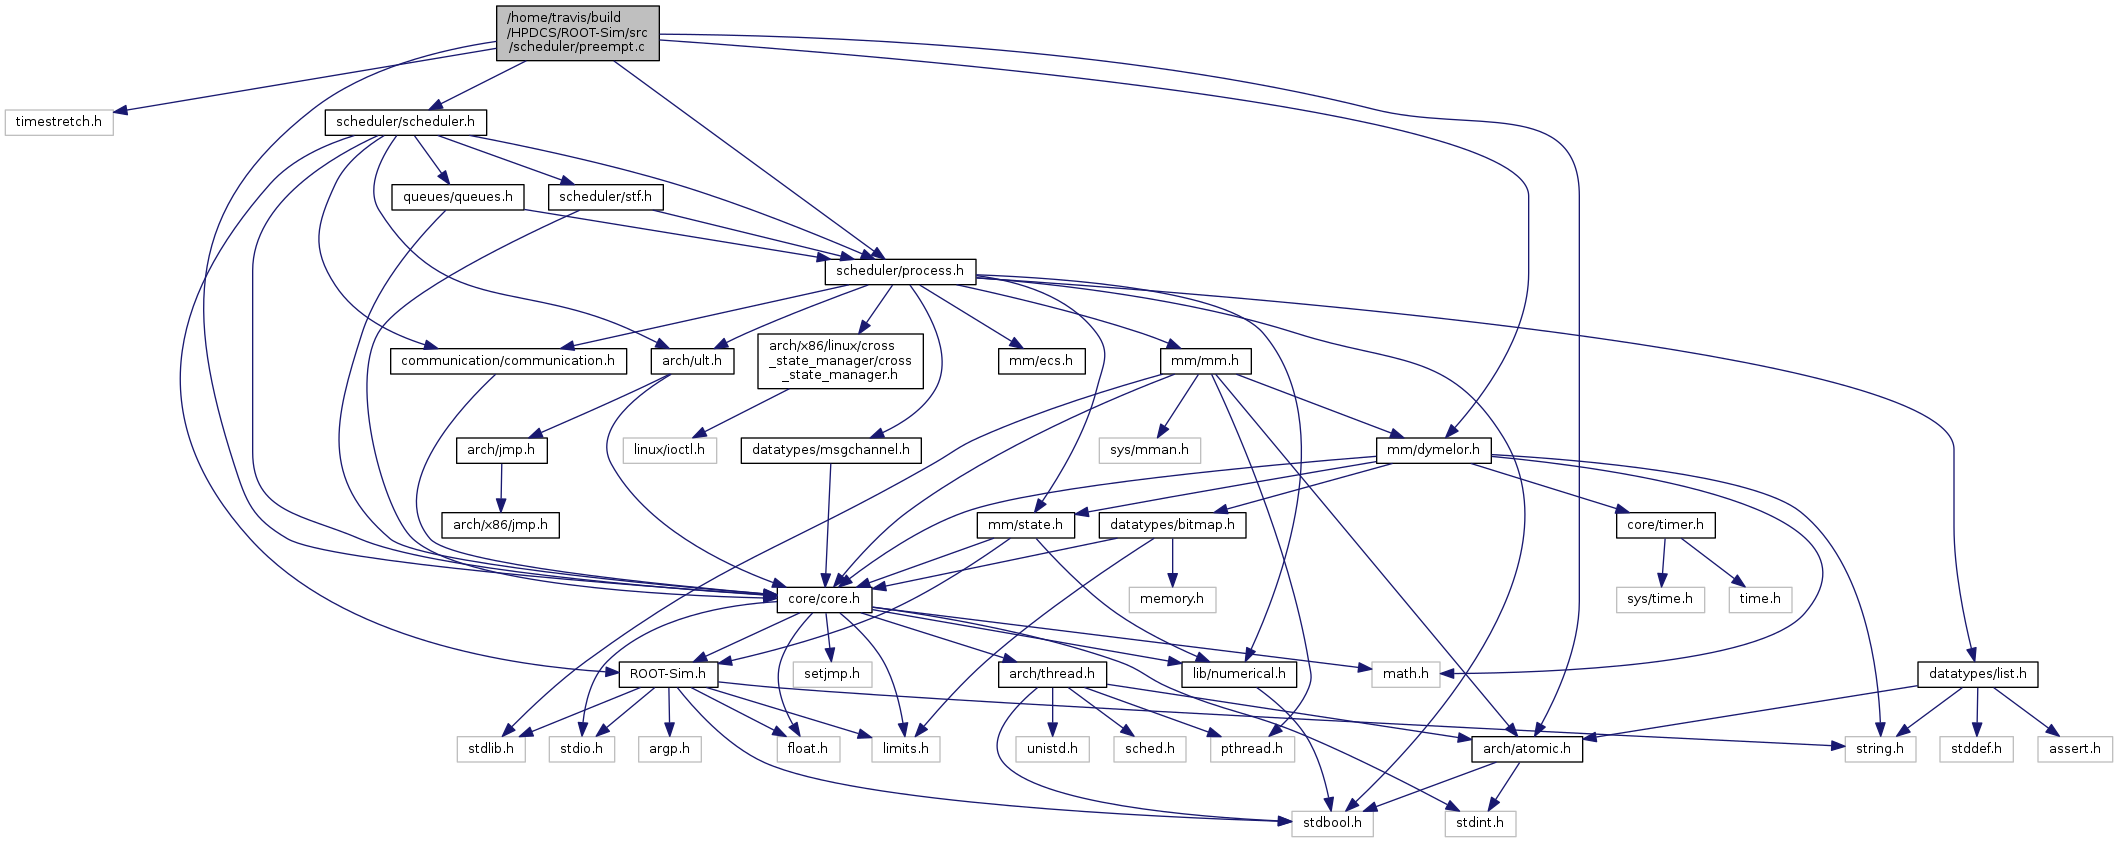 /home/travis/build
/HPDCS/ROOT-Sim/src
/scheduler/preempt.c
timestretch.h
scheduler/scheduler.h
queues/queues.h
scheduler/stf.h
scheduler/process.h
communication/communication.h
arch/ult.h
arch/x86/linux/cross
_state_manager/cross
_state_manager.h
mm/ecs.h
mm/mm.h
arch/jmp.h
linux/ioctl.h
datatypes/msgchannel.h
sys/mman.h
mm/dymelor.h
arch/x86/jmp.h
mm/state.h
datatypes/bitmap.h
core/timer.h
core/core.h
memory.h
sys/time.h
time.h
ROOT-Sim.h
setjmp.h
arch/thread.h
lib/numerical.h
math.h
datatypes/list.h
stdlib.h
stdio.h
argp.h
float.h
limits.h
unistd.h
sched.h
pthread.h
arch/atomic.h
string.h
stddef.h
assert.h
stdbool.h
stdint.h